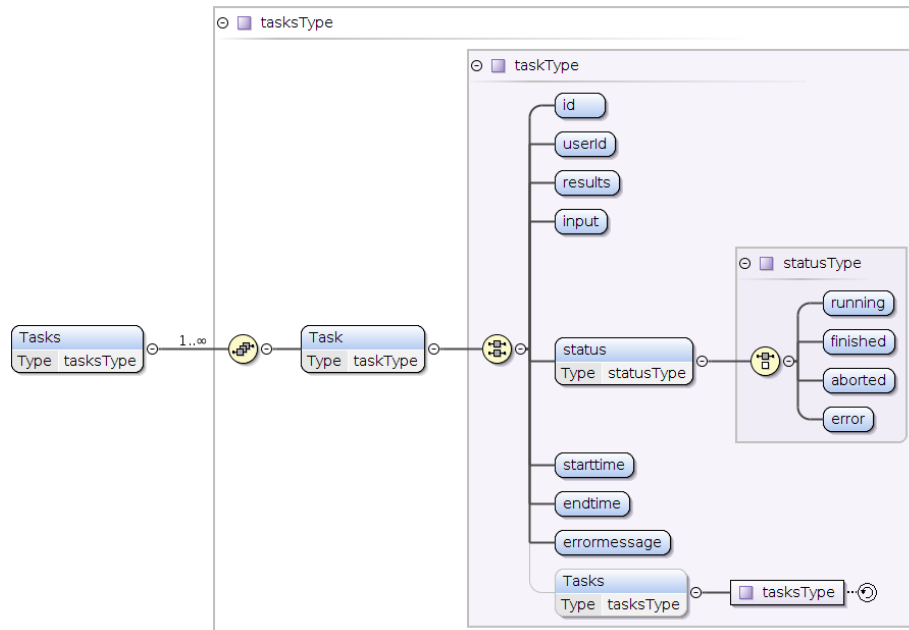 tasksType
taskType
id
userId
results
input
statusType
running
Tasks
Type tasksType
1..∞
Task
Type taskType
status
Type statusType
finished
aborted
error
starttime
endtime
errormessage
Tasks
Type tasksType
tasksType